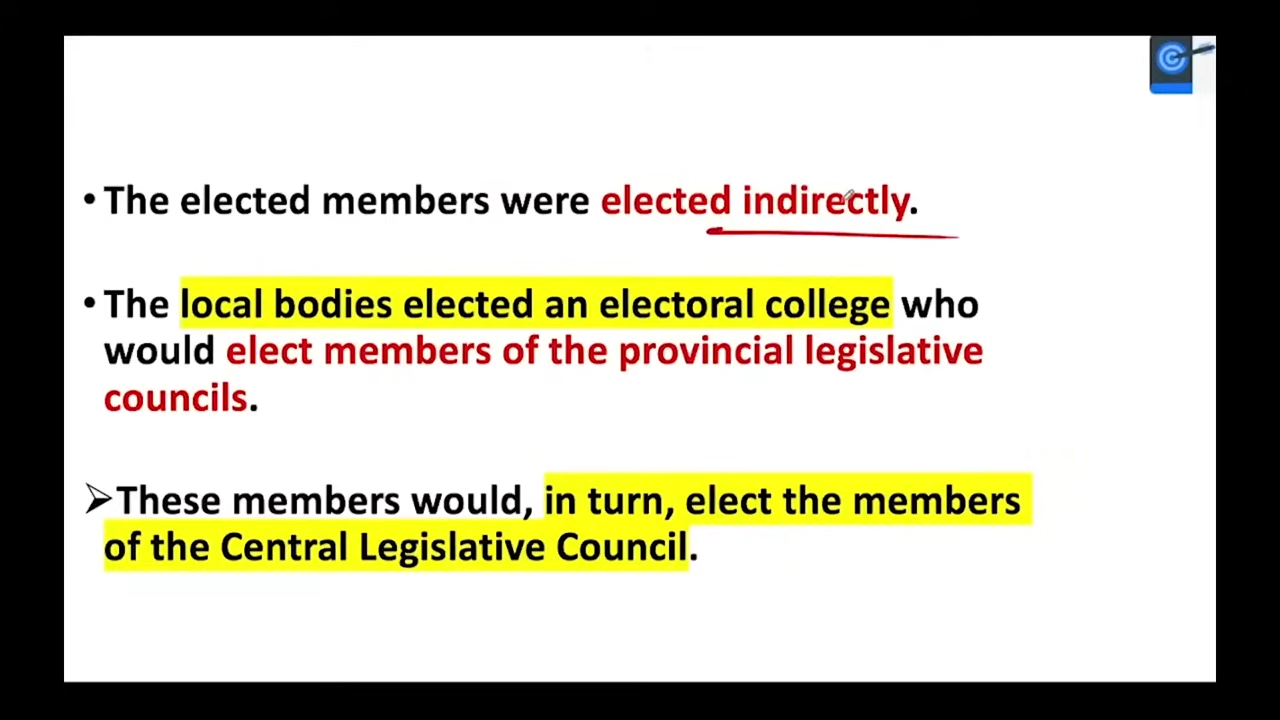 • The elected members were elected indirectly.
• The local bodies elected an electoral college who
would elect members of the provincial legislative
councils.
➢These members would, in turn, elect the members
of the Central Legislative Council.